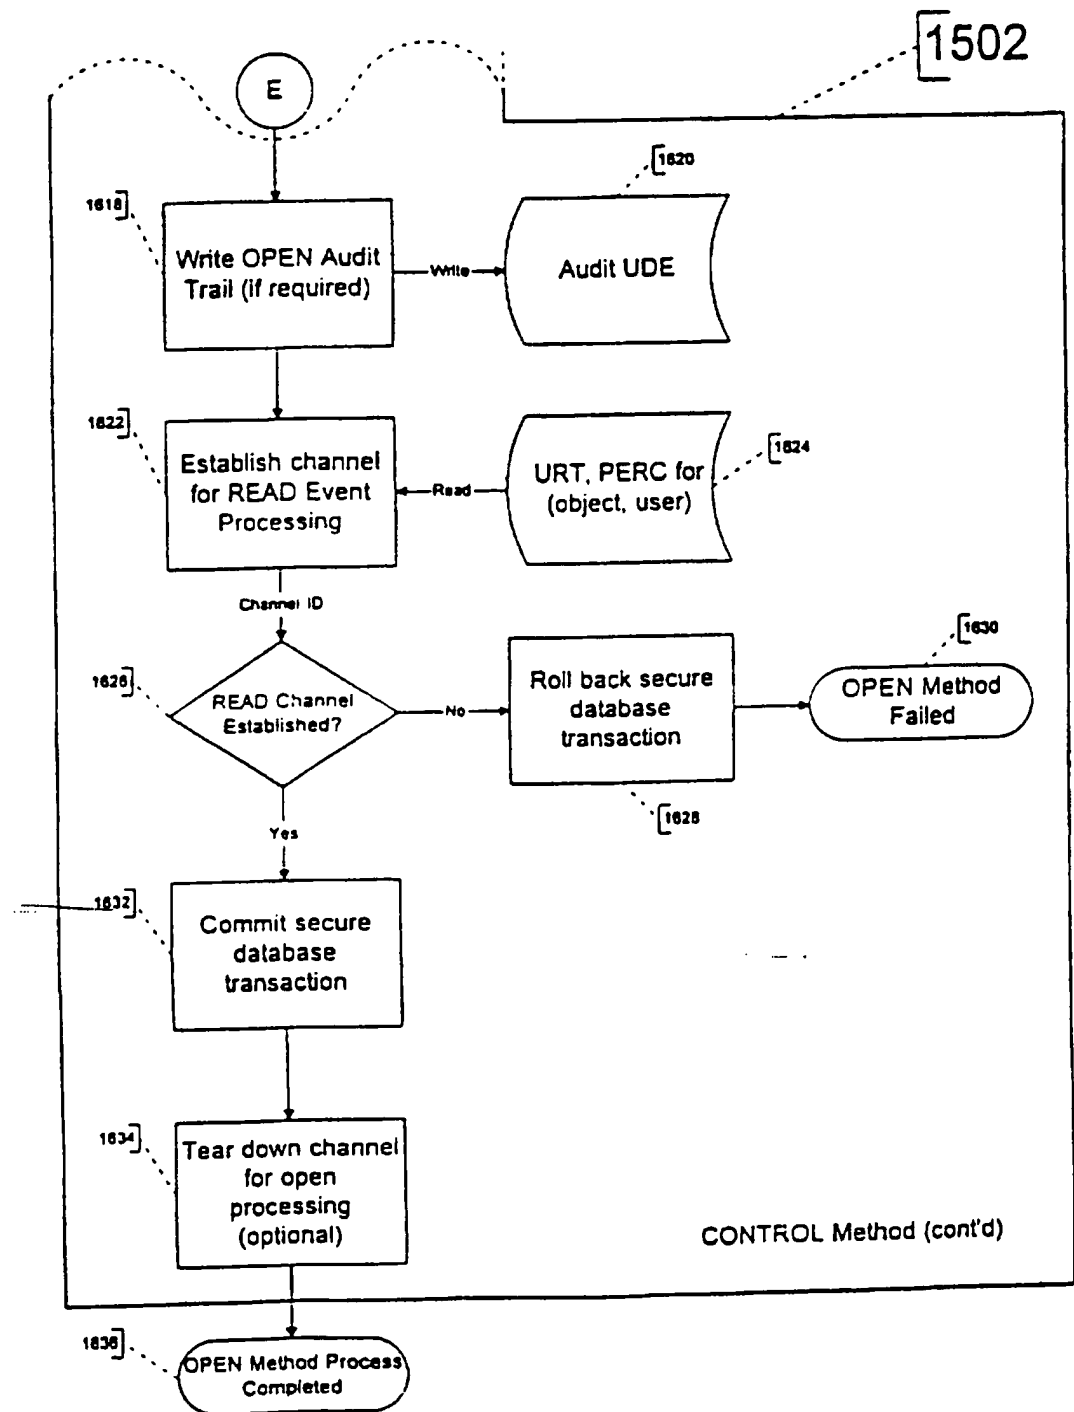 1502
E
1618
Write OPEN Audit
Trail (if required)
Write
1620
Audit UDE
1622
Establish channel
for READ Event
Processing
Read
URT, PERC for
(object, user)
1624
Channel ID
1626
READ Channel
Established?
No
Roll back secure
database
transaction
1628
1630
OPEN Method
Failed
Yes
1632
Commit secure
database
transaction
1634
Tear down channel
for open
processing
(optional)
CONTROL Method (cont'd)
1636
OPEN Method Process
Completed